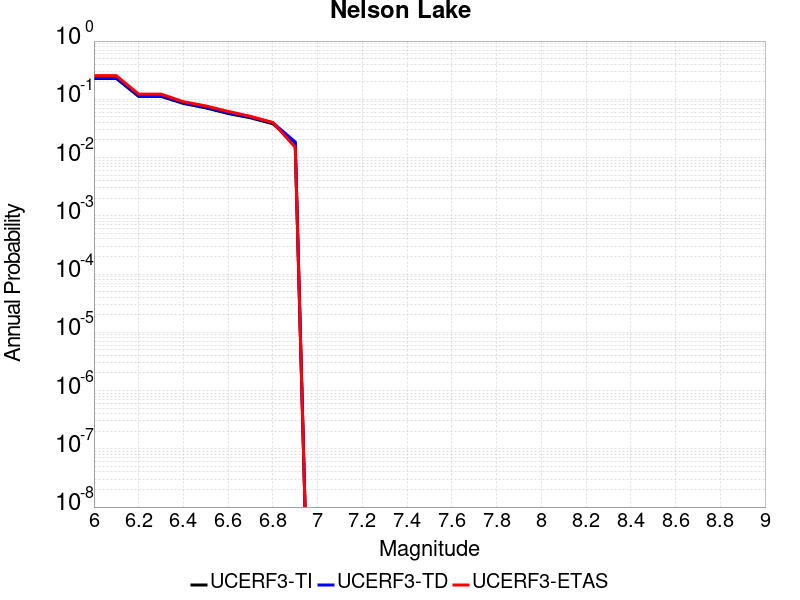 Nelson Lake
Annual Probability
10^0
10^-1
10^-2
10^-3
10^-4
10^-5
10^-6
10^-7
10^-8
6 6.2 6.4 6.6 6.8 7 7.2 7.4 7.6 7.8 8 8.2 8.4 8.6 8.8 9
Magnitude
UCERF3-TI UCERF3-TD UCERF3-ETAS